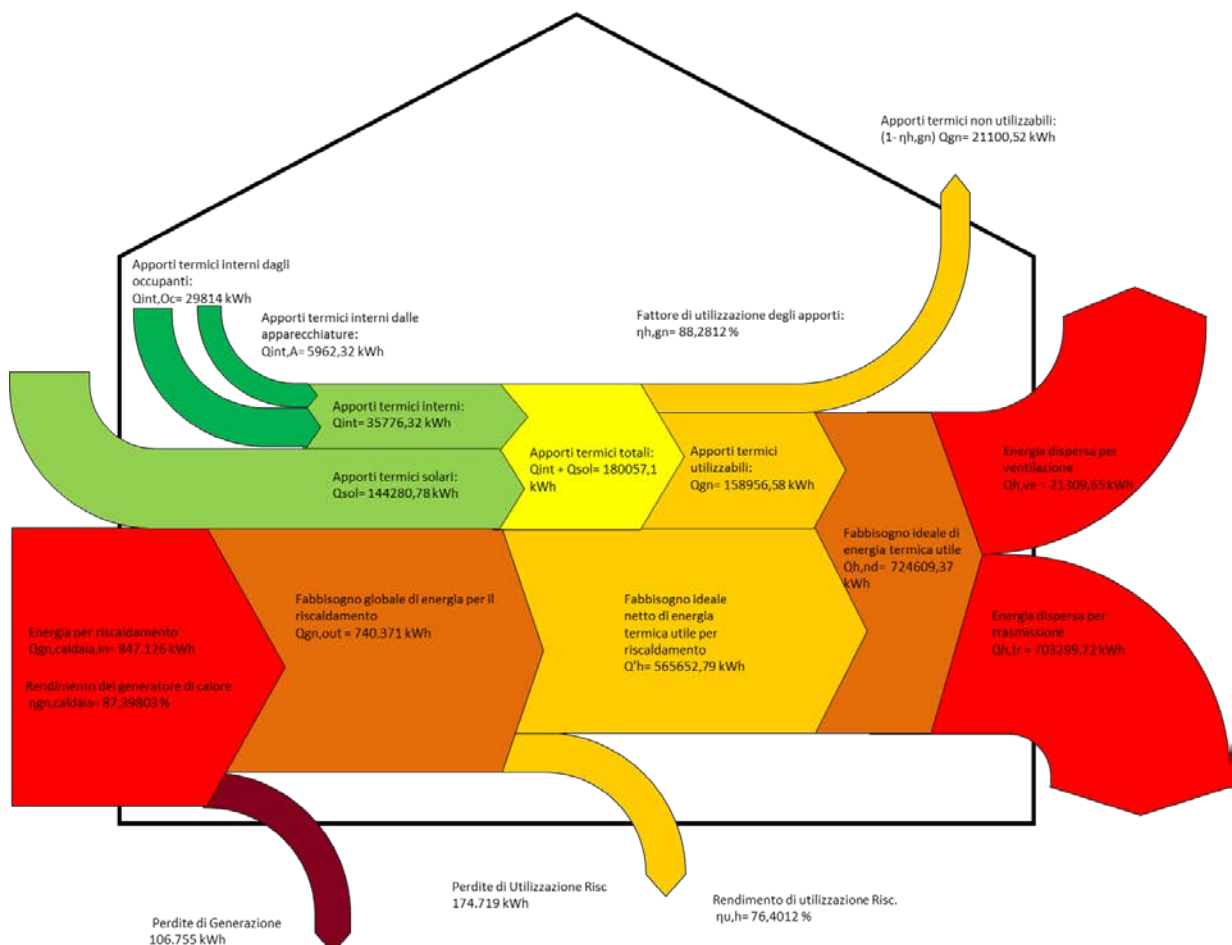 Apporti termici non utilizzabili:
(1- ηh,gn) Qgn= 21100,52 kWh
Apporti termici interni dagli
occupanti:
Qint,Oc= 29814 kWh
Apporti termici interni dalle
apparecchiature:
Qint,A= 5962,32 kWh
Fattore di utilizzazione degli apporti:
ηh,gn= 88,2812 %
Apporti termici interni:
Qint= 35776,32 kWh
Apporti termici solari:
Qsol= 144280,78 kWh
Apporti termici totali:
Qint + Qsol= 180057,1
kWh
Apporti termici
utilizzabili:
Qgn= 158956,58 kWh
Energia dispersa per
ventilazione
Qh,ve = 21309,65 kWh
Fabbisogno ideale di
energia termica utile
Qh,nd= 724609,37
kWh
Fabbisogno globale di energia per il
riscaldamento
Qgn,out = 740.371 kWh
Fabbisogno ideale
netto di energia
termica utile per
riscaldamento
Q'h= 565652,79 kWh
Energia dispersa per
trasmissione
Qh,tr= 703299,72 kWh
Energia per riscaldamento
Qgn,caldaia,in= 847.126 kWh
Rendimento del generatore di calore
ηgn,caldaia= 87,39803 %
Perdite di Utilizzazione Risc
174.719 kWh
Rendimento di utilizzazione Risc.
ηu,h= 76,4012 %
Perdite di Generazione
106.755 kWh